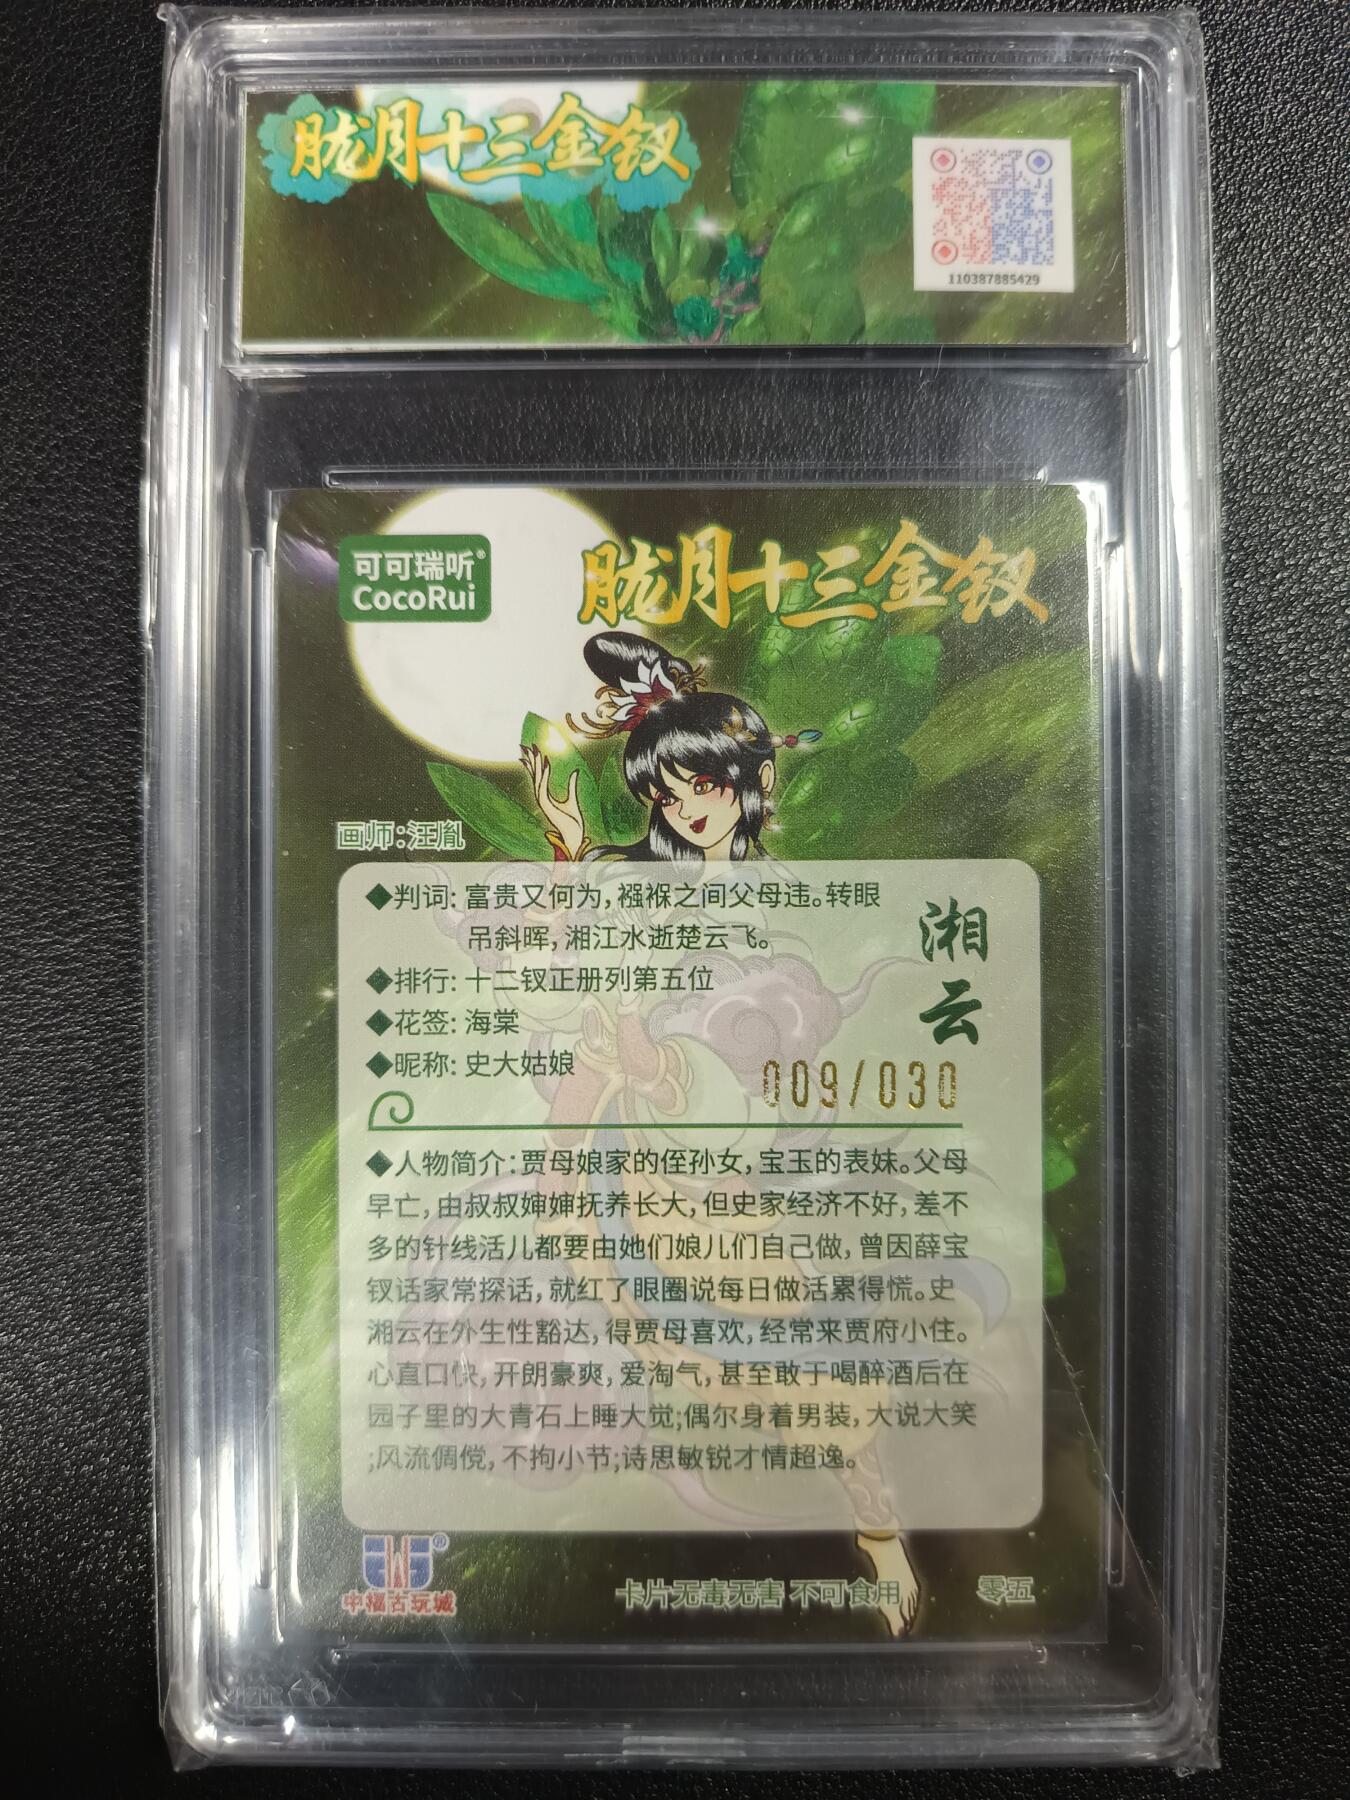 胧月十三金钗
110387885429
可可瑞听®
CocoRui
胧月十三金钗
画师:汪胤
◆判词: 富贵又何为,襁褓之间父母违。转眼
吊斜晖,湘江水逝楚云飞。
◆排行: 十二钗正册列第五位
◆花签: 海棠
◆昵称: 史大姑娘
湘云
009/030
◆人物简介:贾母娘家的侄孙女,宝玉的表妹。父母
早亡,由叔叔婶婶抚养长大,但史家经济不好,差不
多的针线活儿都要由她们娘儿们自己做,曾因薛宝
钗话家常探话,就红了眼圈说每日做活累得慌。史
湘云在外生性豁达,得贾母喜欢,经常来贾府小住。
心直口快,开朗豪爽,爱淘气,甚至敢于喝醉酒后在
园子里的大青石上睡大觉;偶尔身着男装,大说大笑
;风流倜傥,不拘小节;诗思敏锐才情超逸。
®
中福古玩城
卡片无毒无害 不可食用
零五